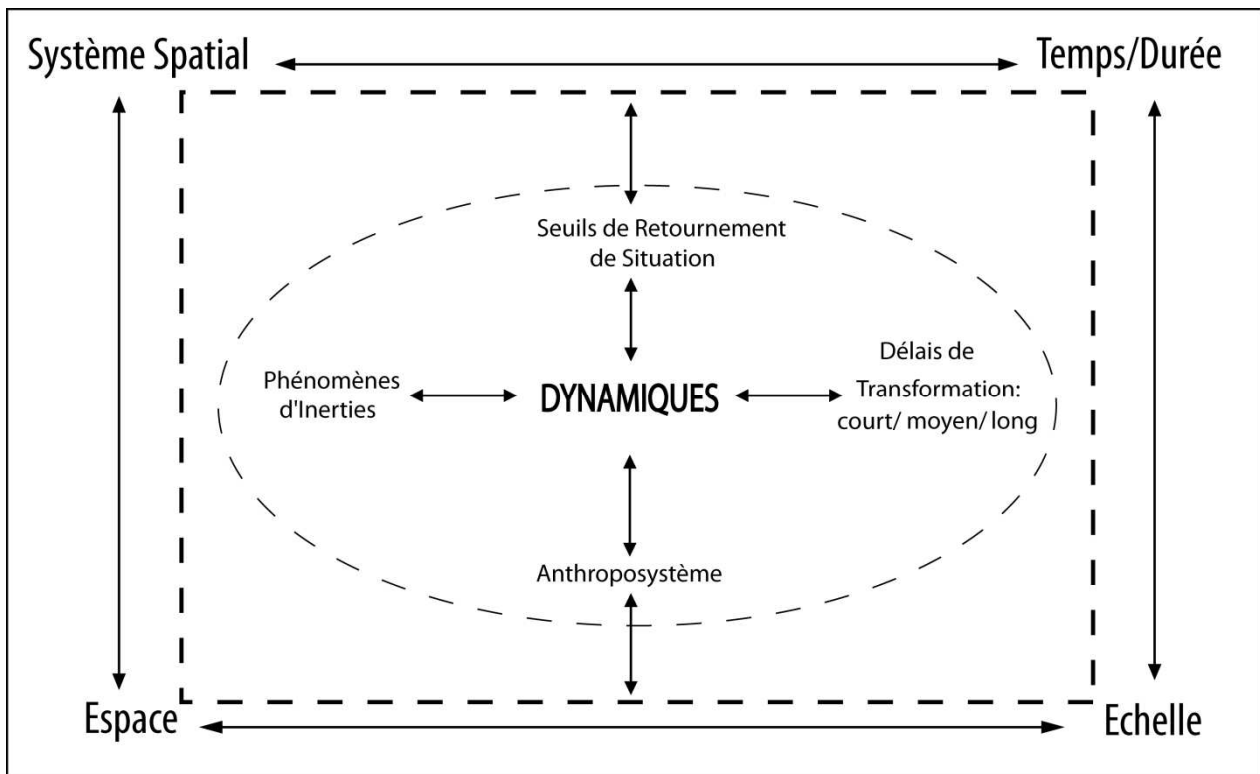 Système Spatial
Temps/Durée
Seuils de Retournement
de Situation
Phénomènes
d'Inerties
DYNAMIQUES
Délais de
Transformation:
court/ moyen/ long
Anthroposystème
Espace
Echelle